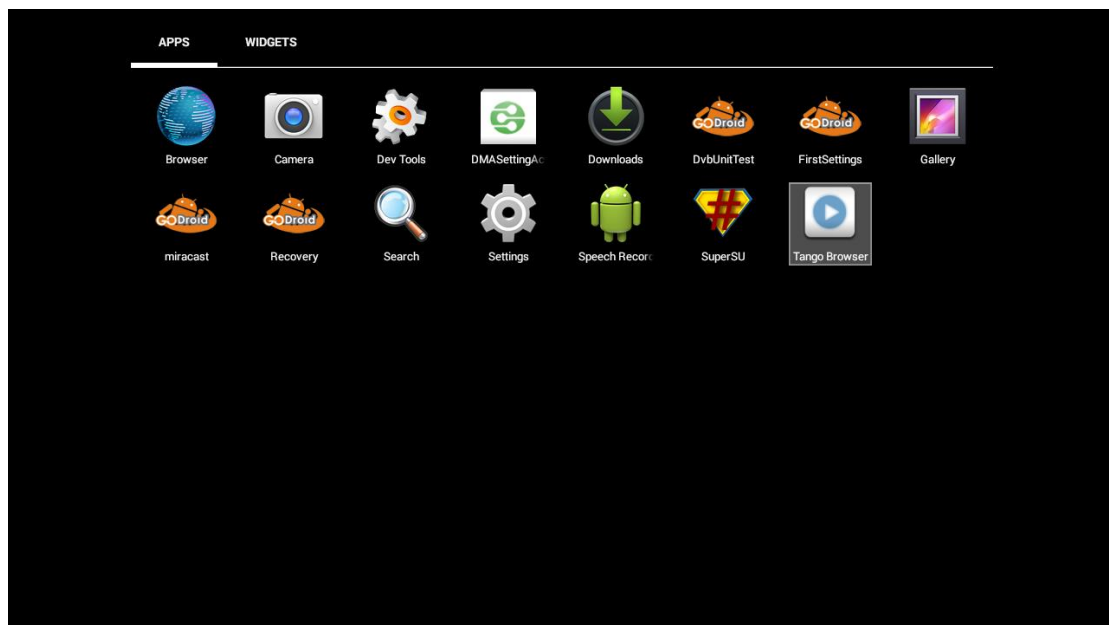 APPS WIDGETS
GODroid GODroid
Browser Camera Dev Tools DMASettingAc Downloads DvbUnitTest FirstSettings Gallery
GODroid GODroid
miracast Recovery Search Settings Speech Recorc SuperSU Tango Browser